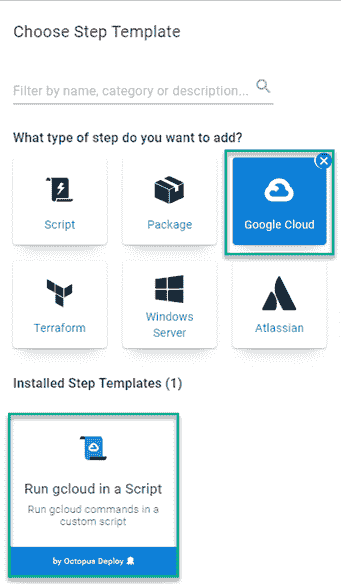 Choose Step Template
Filter by name, category or description...
What type of step do you want to add?
Script
Package
Google Cloud
Terraform
Windows
Server
Atlassian
Installed Step Templates (1)
Run gcloud in a Script
Run gcloud commands in a
custom script
by Octopus Deploy